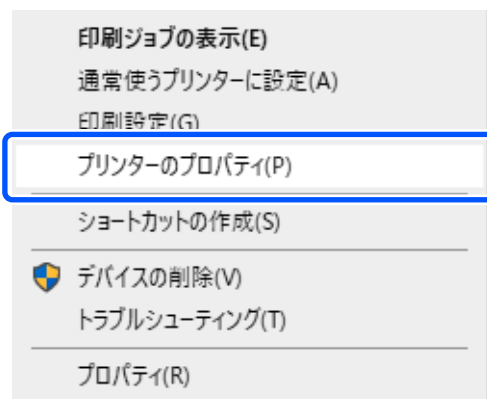 印刷ジョブの表示(E)
通常使うプリンターに設定(A)
印刷設定(G)
プリンターのプロパティ(P)
ショートカットの作成(S)
デバイスの削除(V)
トラブルシューティング(T)
プロパティ(R)